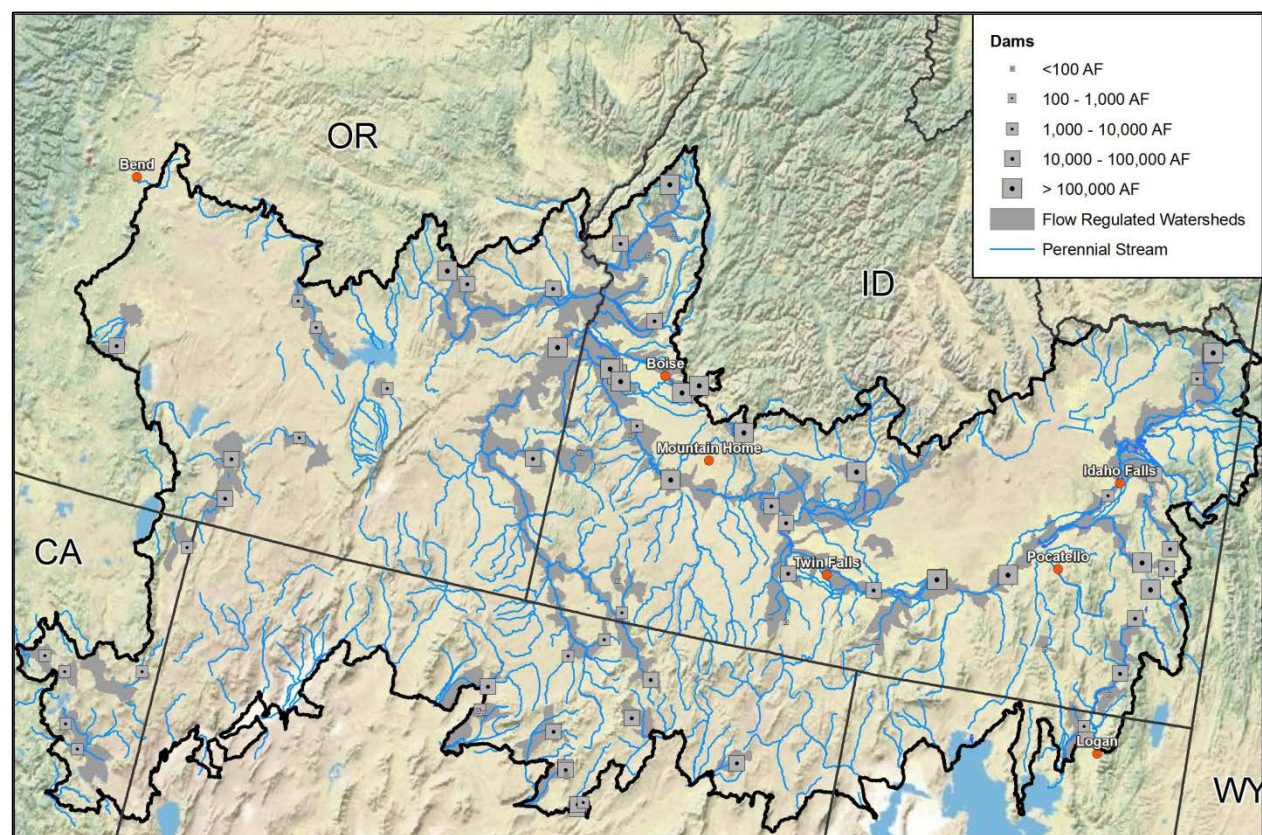 Dams
<100 AF
100 - 1,000 AF
1,000 - 10,000 AF
10,000 - 100,000 AF
> 100,000 AF
Flow Regulated Watersheds
Perennial Stream
OR
Bend
ID
Boise
Mountain Home
Idaho Falls
CA
Twin Falls
Pocatello
Logan
WY